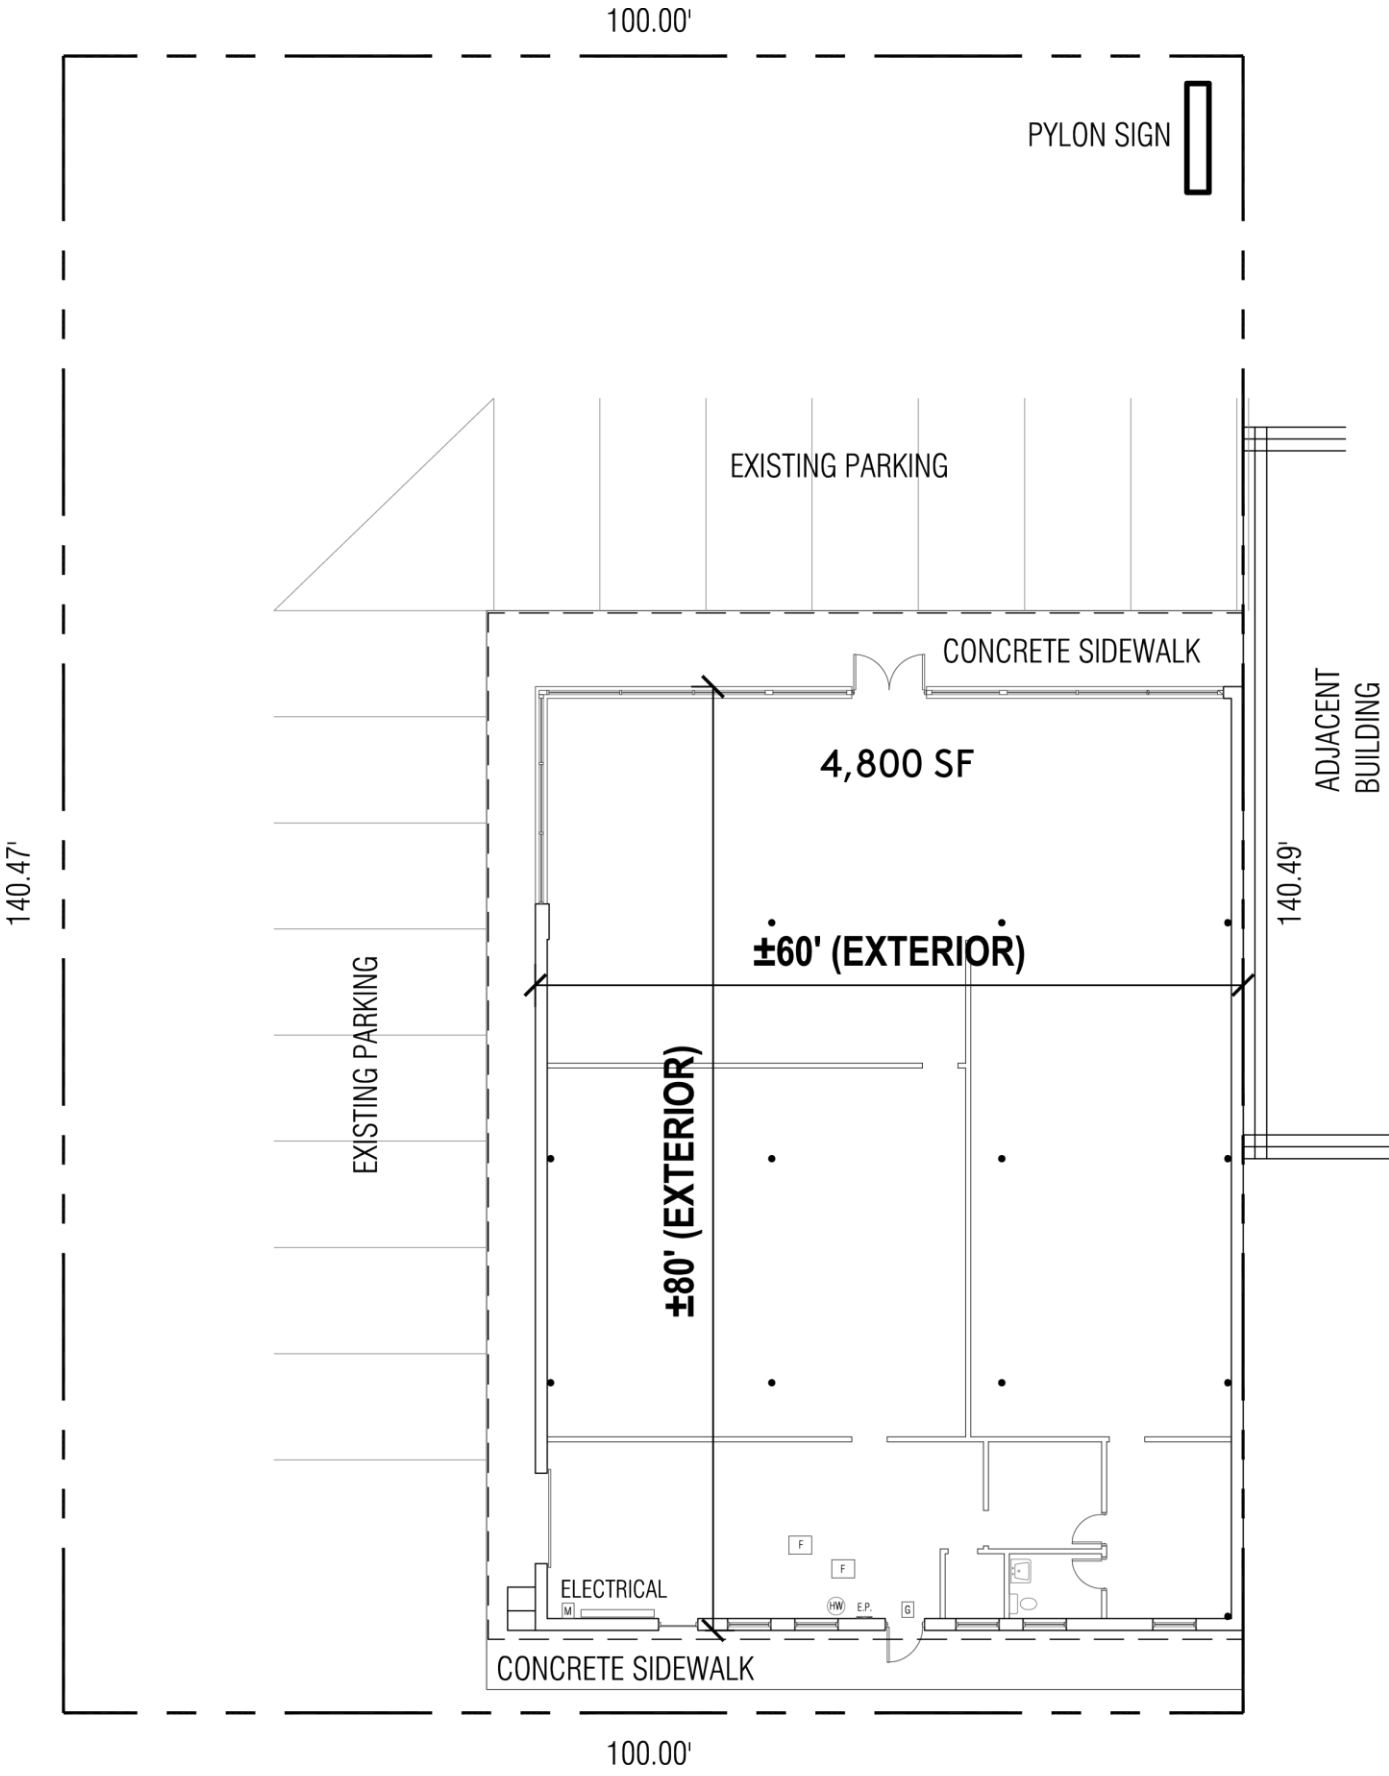 100.00'
PYLON SIGN
EXISTING PARKING
CONCRETE SIDEWALK
ADJACENT
BUILDING
4,800 SF
140.47'
140.49'
±60' (EXTERIOR)
EXISTING PARKING
±80' (EXTERIOR)
F
F
ELECTRICAL
M
HW
E.P.
G
CONCRETE SIDEWALK
100.00'